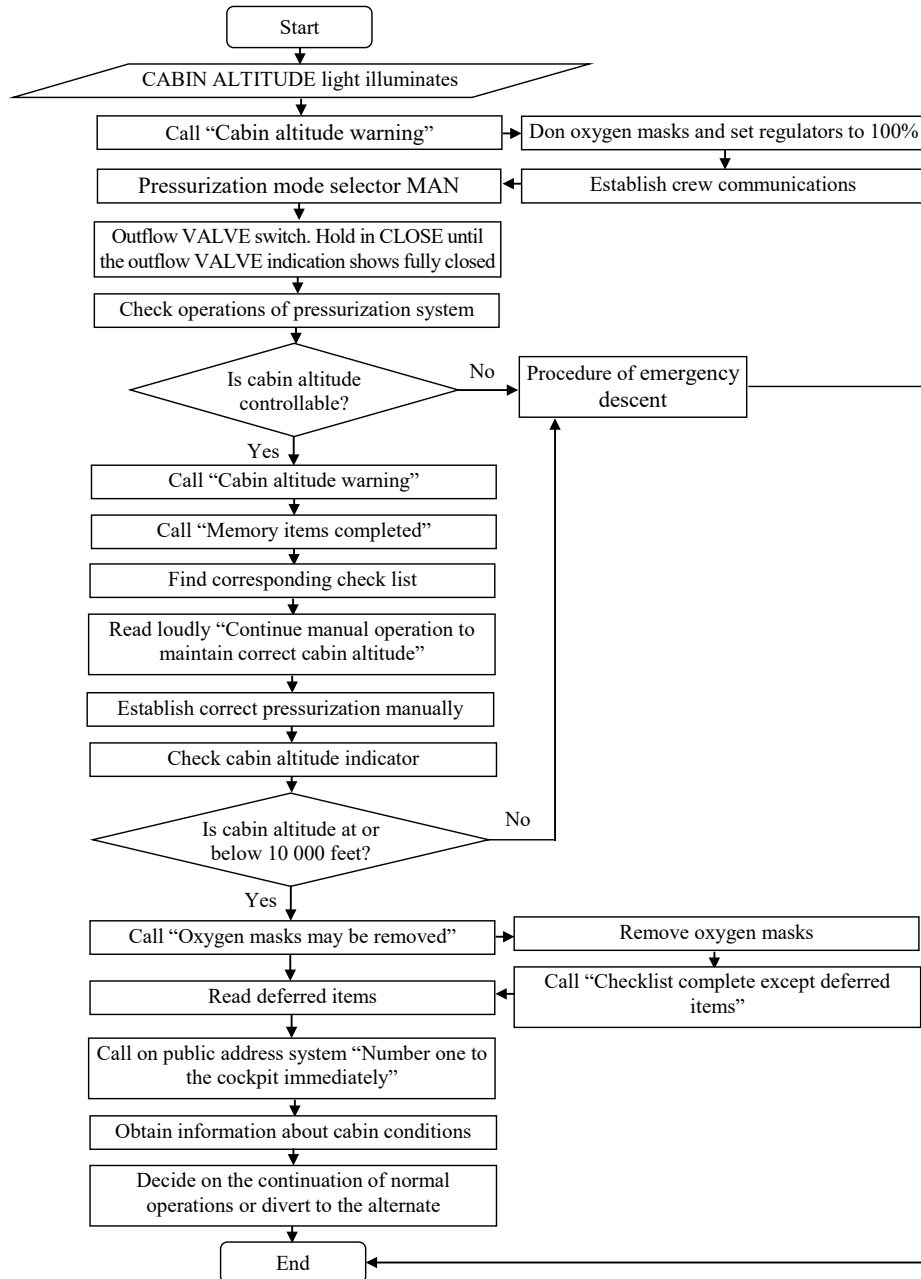 Start
CABIN ALTITUDE light illuminates
Call “Cabin altitude warning”
Don oxygen masks and set regulators to 100%
Establish crew communications
Pressurization mode selector MAN
Outflow VALVE switch. Hold in CLOSE until
the outflow VALVE indication shows fully closed
Check operations of pressurization system
Is cabin altitude
controllable?
No
Procedure of emergency
descent
Yes
Call “Cabin altitude warning”
Call “Memory items completed”
Find corresponding check list
Read loudly “Continue manual operation to
maintain correct cabin altitude”
Establish correct pressurization manually
Check cabin altitude indicator
Is cabin altitude at or
below 10 000 feet?
No
Yes
Call “Oxygen masks may be removed”
Remove oxygen masks
Call “Checklist complete except deferred
items”
Read deferred items
Call on public address system “Number one to
the cockpit immediately”
Obtain information about cabin conditions
Decide on the continuation of normal
operations or divert to the alternate
End